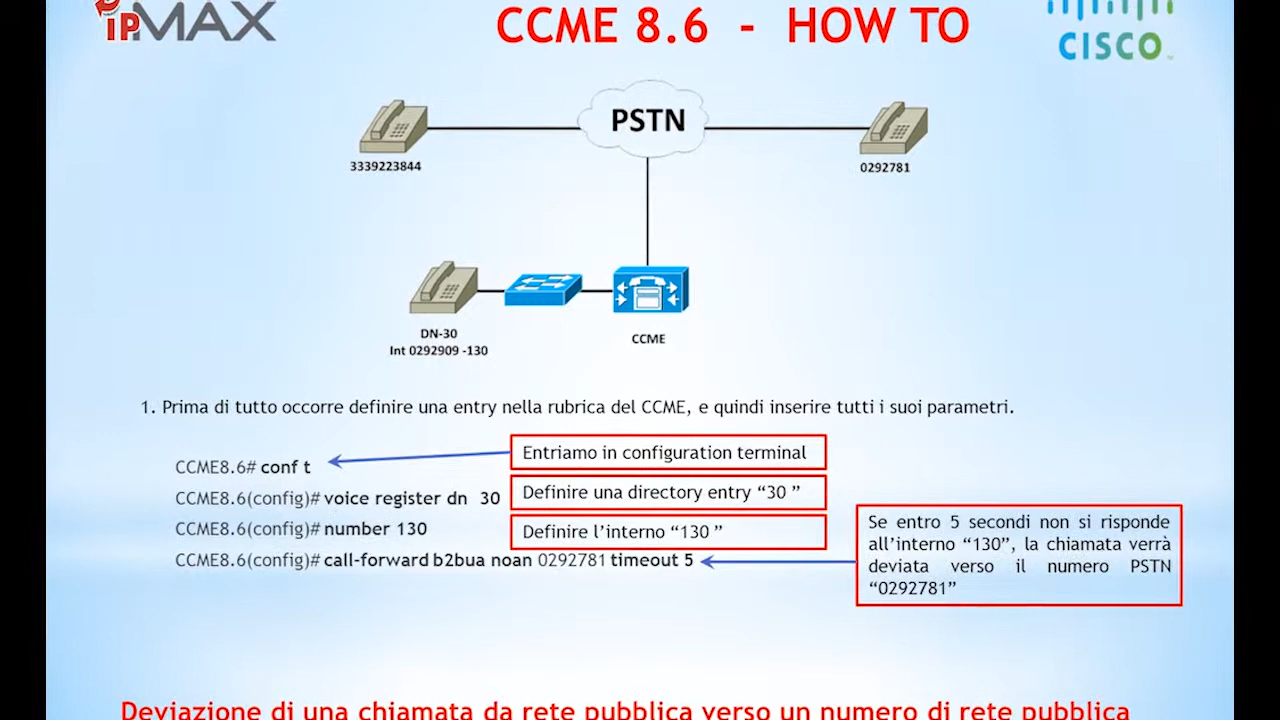 IP.MAX
CCME 8.6 - HOW TO
CISCO
PSTN
3339223844
0292781
DN-30
Int 0292909 -130
CCME
1. Prima di tutto occorre definire una entry nella rubrica del CCME, e quindi inserire tutti i suoi parametri.
CCME8.6# conf t
Entriamo in configuration terminal
CCME8.6(config)# voice register dn 30
Definire una directory entry “30 ”
CCME8.6(config)# number 130
Definire l’interno “130 ”
CCME8.6(config)# call-forward b2bua noan 0292781 timeout 5
Se entro 5 secondi non si risponde
all’interno “130”, la chiamata verrà
deviata verso il numero PSTN
“0292781”
Deviazione di una chiamata da rete pubblica verso un numero di rete pubblica